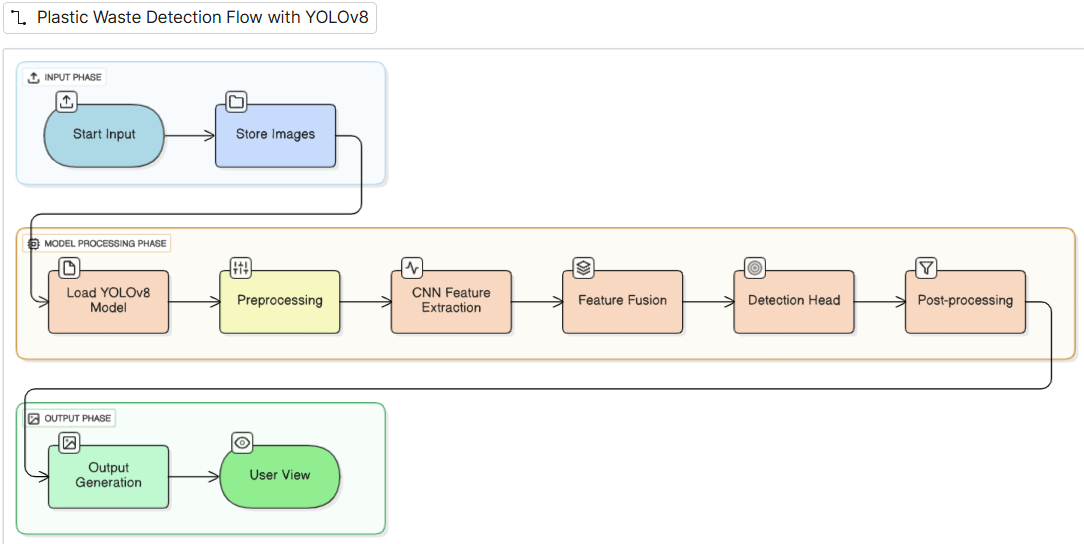 Plastic Waste Detection Flow with YOLOv8
INPUT PHASE
Start Input
Store Images
MODEL PROCESSING PHASE
Load YOLOv8
Model
Preprocessing
CNN Feature
Extraction
Feature Fusion
Detection Head
Post-processing
OUTPUT PHASE
Output
Generation
User View